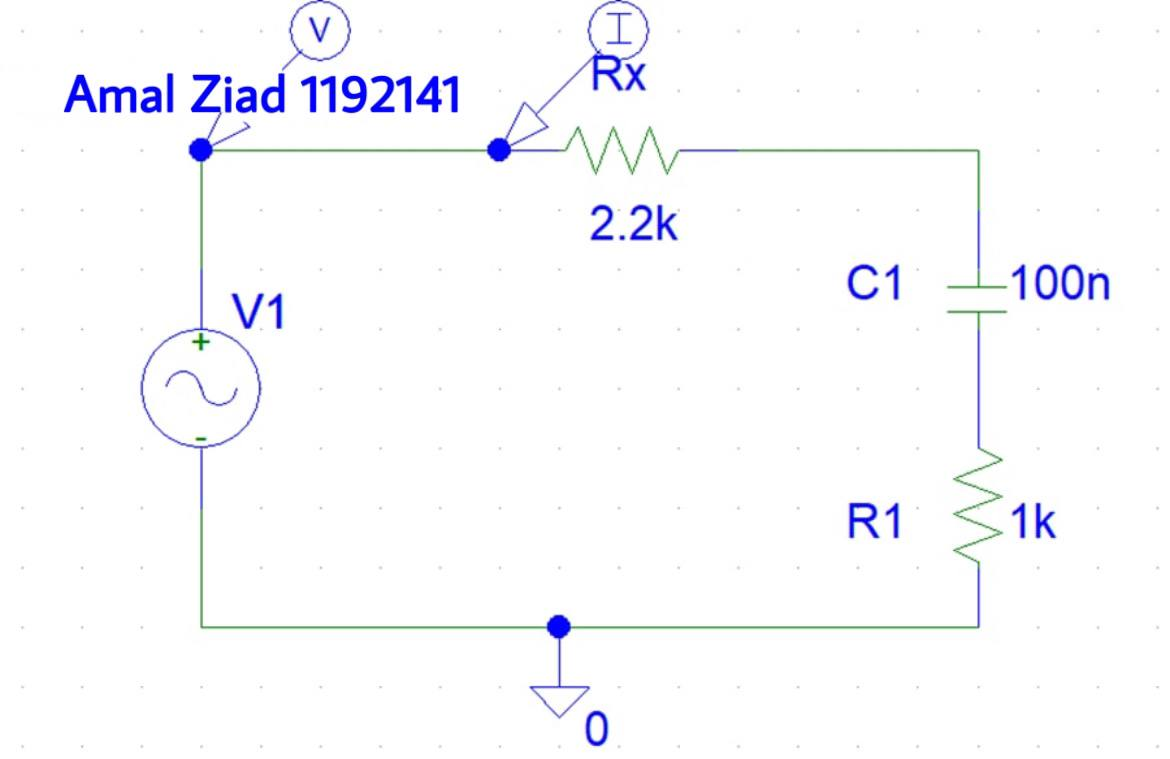 V
I
Rx
Amal Ziad 1192141
2.2k
C1 100n
V1
+
-
R1 1k
0